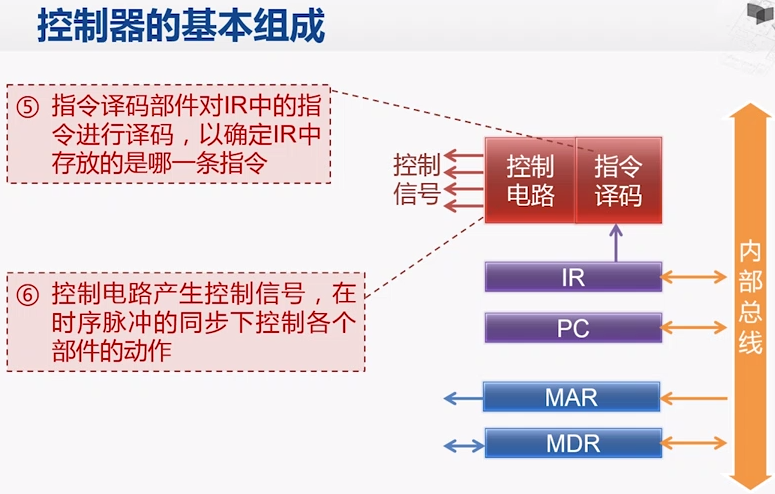 控制器的基本组成
⑤ 指令译码部件对IR中的指
令进行译码，以确定IR中
存放的是哪一条指令
控制
信号
控制
电路
指令
译码
⑥ 控制电路产生控制信号，在
时序脉冲的同步下控制各个
部件的动作
IR
PC
MAR
MDR
内
部
总
线